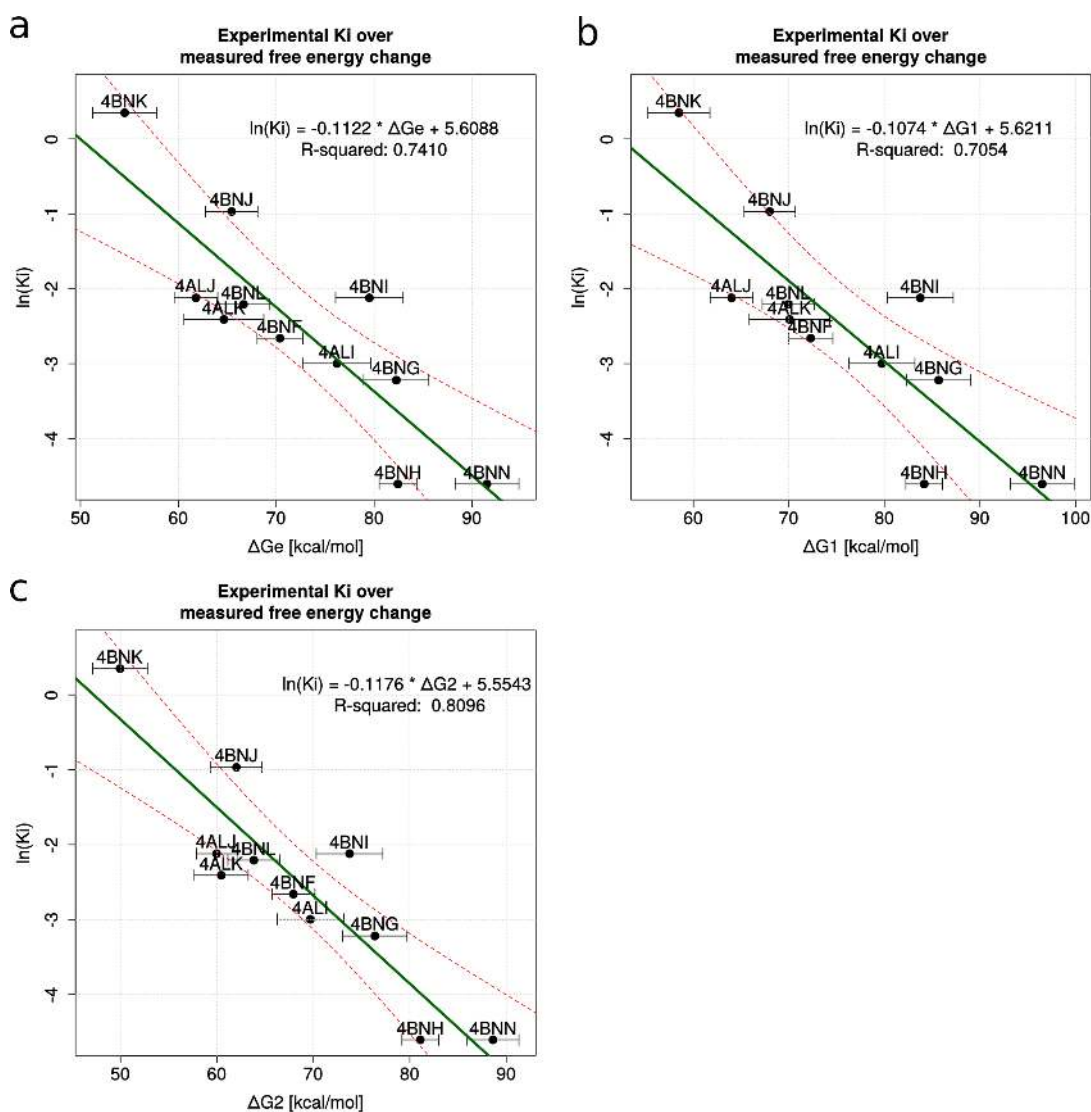 a
Experimental Ki over
measured free energy change
4BNK
ln(Ki) = -0.1122 * ΔGe + 5.6088
R-squared: 0.7410
4BNJ
4ALJ
4BNL
4BNI
4ALK
4BNF
4ALI
4BNG
4BNH
4BNN
0
-1
-2
-3
-4
ln(Ki)
50 60 70 80 90
ΔGe [kcal/mol]
b
Experimental Ki over
measured free energy change
4BNK
ln(Ki) = -0.1074 * ΔG1 + 5.6211
R-squared: 0.7054
4BNJ
4ALJ
4BNL
4BNI
4ALK
4BNF
4ALI
4BNG
4BNH
4BNN
0
-1
-2
-3
-4
ln(Ki)
60 70 80 90 100
ΔG1 [kcal/mol]
c
Experimental Ki over
measured free energy change
4BNK
ln(Ki) = -0.1176 * ΔG2 + 5.5543
R-squared: 0.8096
4BNJ
4ALJ
4BNL
4BNI
4ALK
4BNF
4ALI
4BNG
4BNH
4BNN
0
-1
-2
-3
-4
ln(Ki)
50 60 70 80 90
ΔG2 [kcal/mol]